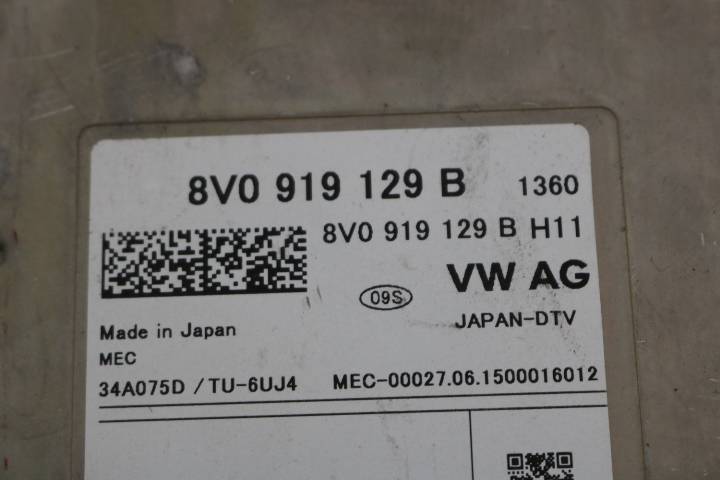 8V0 919 129 B 1360
8V0 919 129 B H11
VW AG
09S
JAPAN-DTV
Made in Japan
MEC
34A075D / TU-6UJ4 MEC-00027.06.1500016012